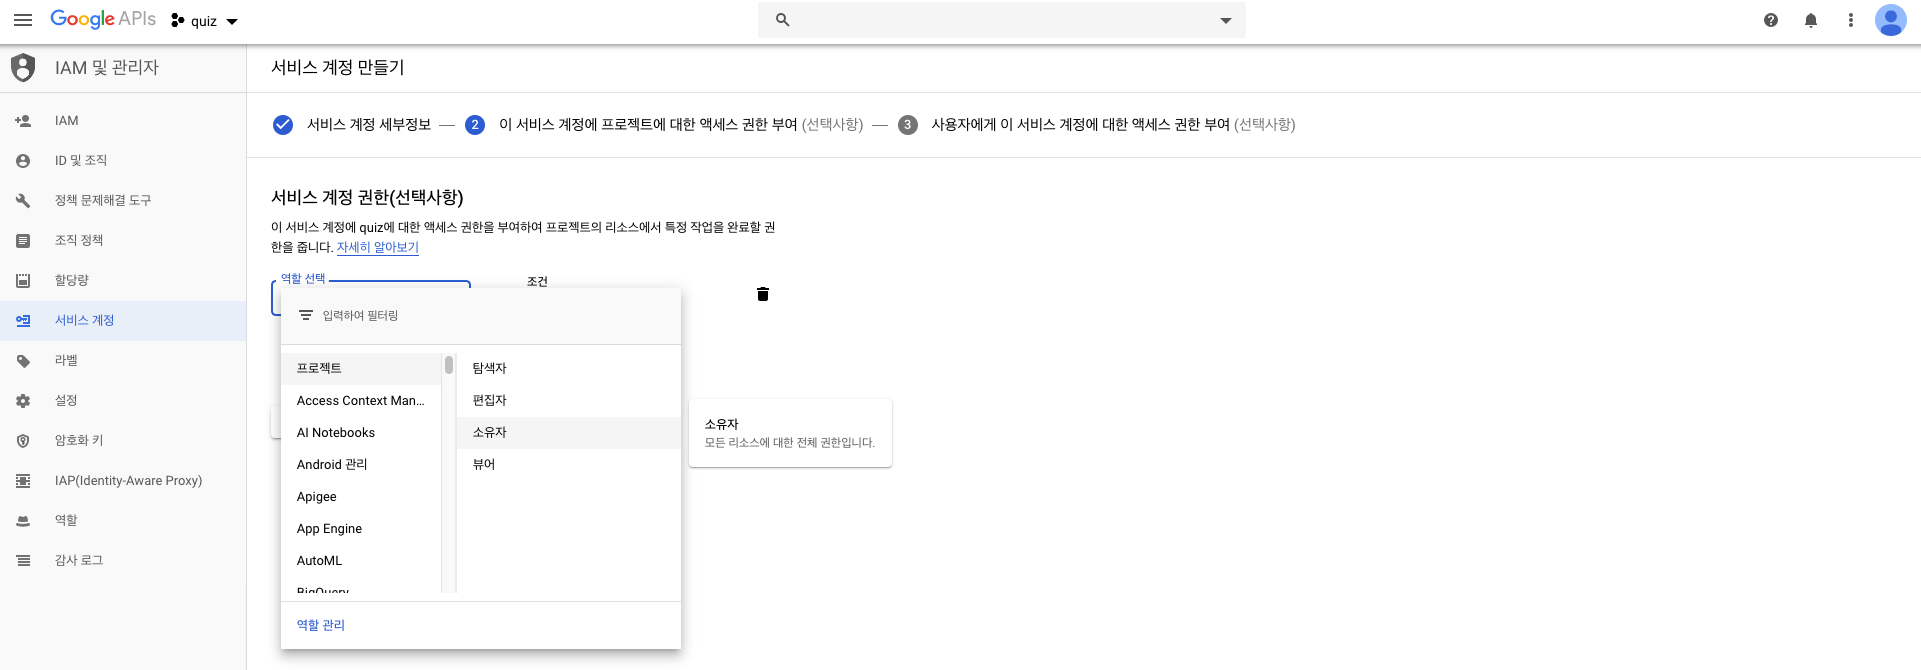 Google APIs
quiz
IAM 및 관리자
서비스 계정 만들기
IAM
ID 및 조직
정책 문제해결 도구
조직 정책
할당량
서비스 계정
라벨
설정
암호화 키
IAP(Identity-Aware Proxy)
역할
감사 로그
서비스 계정 세부정보
2 이 서비스 계정에 프로젝트에 대한 액세스 권한 부여 (선택사항)
3 사용자에게 이 서비스 계정에 대한 액세스 권한 부여 (선택사항)
서비스 계정 권한(선택사항)
이 서비스 계정에 quiz에 대한 액세스 권한을 부여하여 프로젝트의 리소스에서 특정 작업을 완료할 권
한을 줍니다. 자세히 알아보기
역할 선택
조건
입력하여 필터링
프로젝트
Access Context Man...
AI Notebooks
Android 관리
Apigee
App Engine
AutoML
BigQuery
탐색자
편집자
소유자
뷰어
역할 관리
소유자
모든 리소스에 대한 전체 권한입니다.